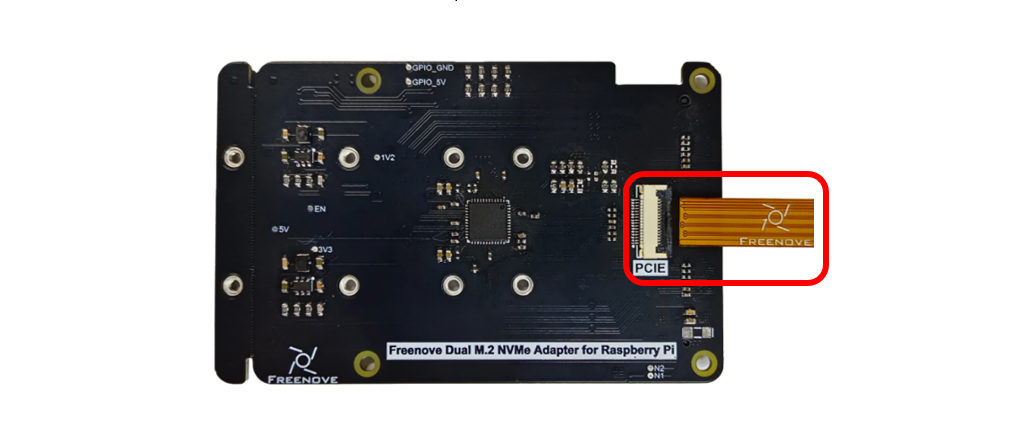 GPIO_GND
GPIO_5V
1V2
EN
5V
3V3
PCIE
FREENOVE
Freenove Dual M.2 NVMe Adapter for Raspberry Pi
FREENOVE
N2
N1